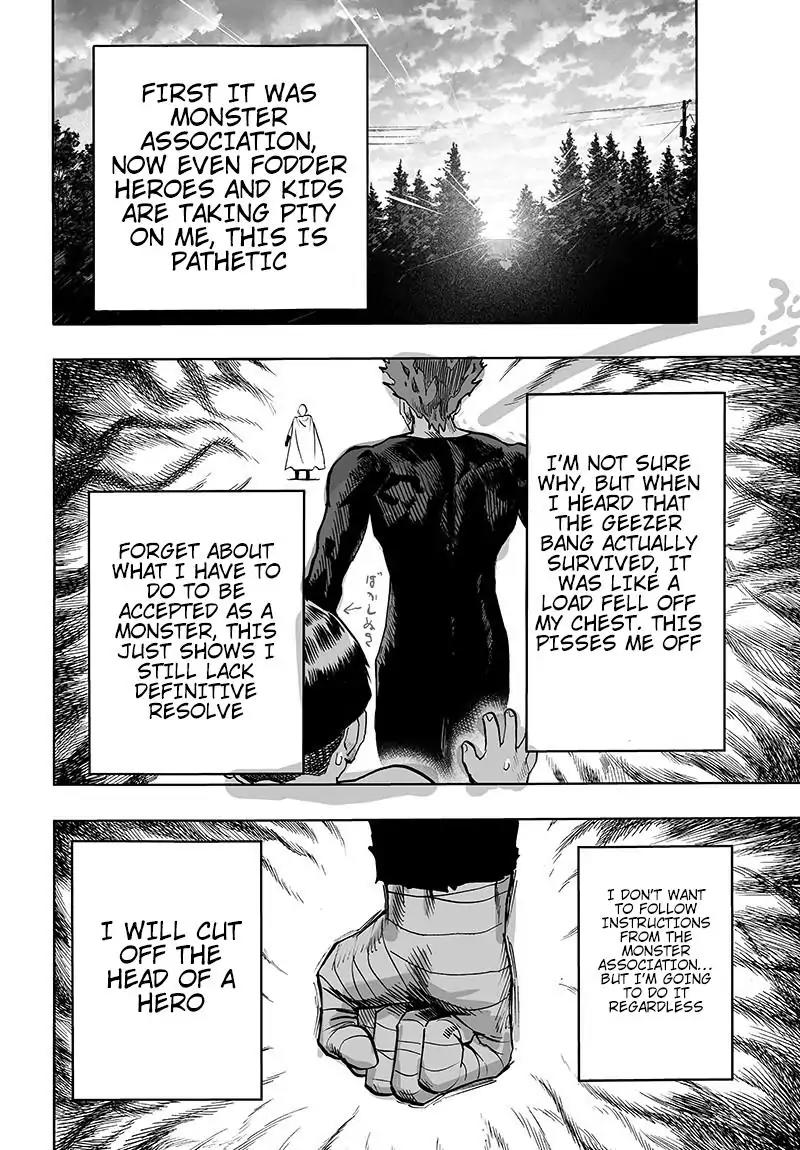 FIRST IT WAS
MONSTER
ASSOCIATION,
NOW EVEN FODDER
HEROES AND KIDS
ARE TAKING PITY
ON ME, THIS IS
PATHETIC
I'M NOT SURE
WHY, BUT WHEN I
HEARD THAT
THE GEEZER
BANG ACTUALLY
SURVIVED, IT
WAS LIKE A
LOAD FELL OFF
MY CHEST. THIS
PISSES ME OFF
FORGET ABOUT
WHAT I HAVE TO
DO TO BE
ACCEPTED AS A
MONSTER, THIS
JUST SHOWS I
STILL LACK
DEFINITIVE
RESOLVE
I DON'T WANT
TO FOLLOW
INSTRUCTIONS
FROM THE
MONSTER
ASSOCIATION...
BUT I'M GOING
TO DO IT
REGARDLESS
I WILL CUT
OFF THE
HEAD OF A
HERO